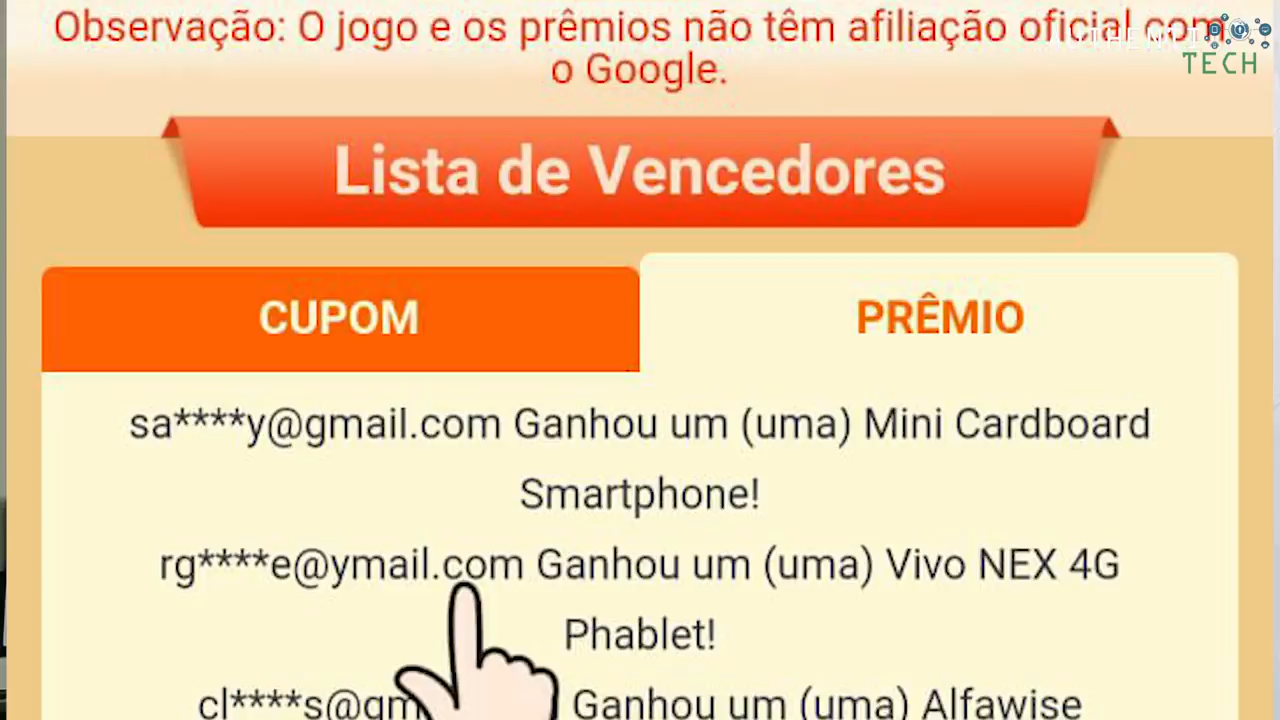 Observação: O jogo e os prêmios não têm afiliação oficial com
o Google.
TECH
Lista de Vencedores
CUPOM
PRÊMIO
sa****y@gmail.com Ganhou um (uma) Mini Cardboard
Smartphone!
rg****e@ymail.com Ganhou um (uma) Vivo NEX 4G
Phablet!
cl****s@gm
Ganhou um (uma) Alfawise